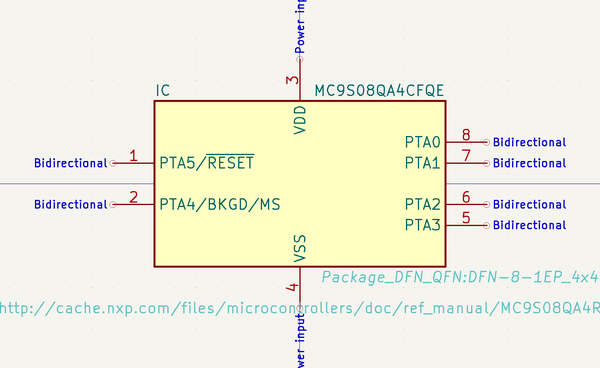 Power inp
3
IC
MC9S08QA4CFQE
VDD
PTA0 8 Bidirectional
Bidirectional 1 PTA5/RESET
PTA1 7 Bidirectional
Bidirectional 2 PTA4/BKGD/MS
PTA2 6 Bidirectional
PTA3 5 Bidirectional
VSS
Package_DFN_QFN:DFN-8-1EP_4x4
4
http://cache.nxp.com/files/microcontrollers/doc/ref_manual/MC9S08QA4R
wer input